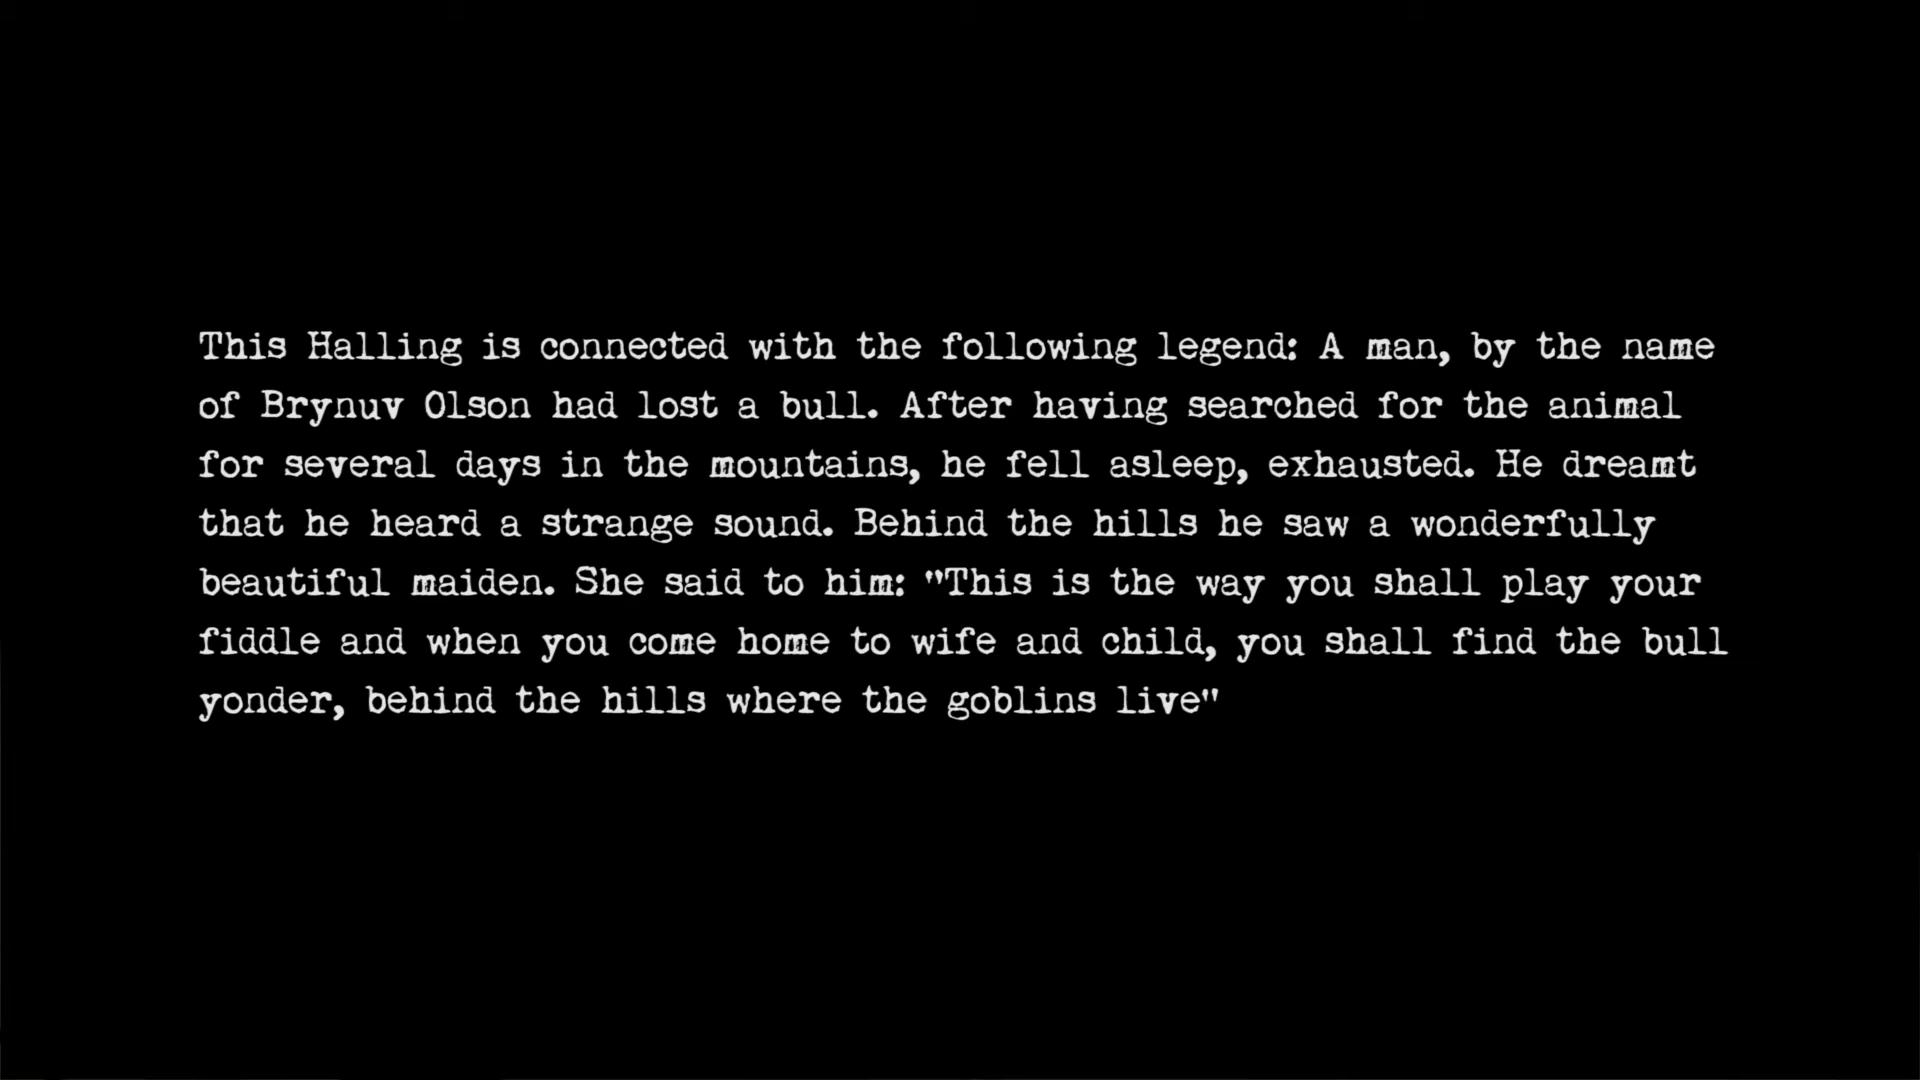 This Halling is connected with the following legend: A man, by the name
of Brynuv Olson had lost a bull. After having searched for the animal
for several days in the mountains, he fell asleep, exhausted. He dreamt
that he heard a strange sound. Behind the hills he saw a wonderfully
beautiful maiden. She said to him: "This is the way you shall play your
fiddle and when you come home to wife and child, you shall find the bull
yonder, behind the hills where the goblins live"